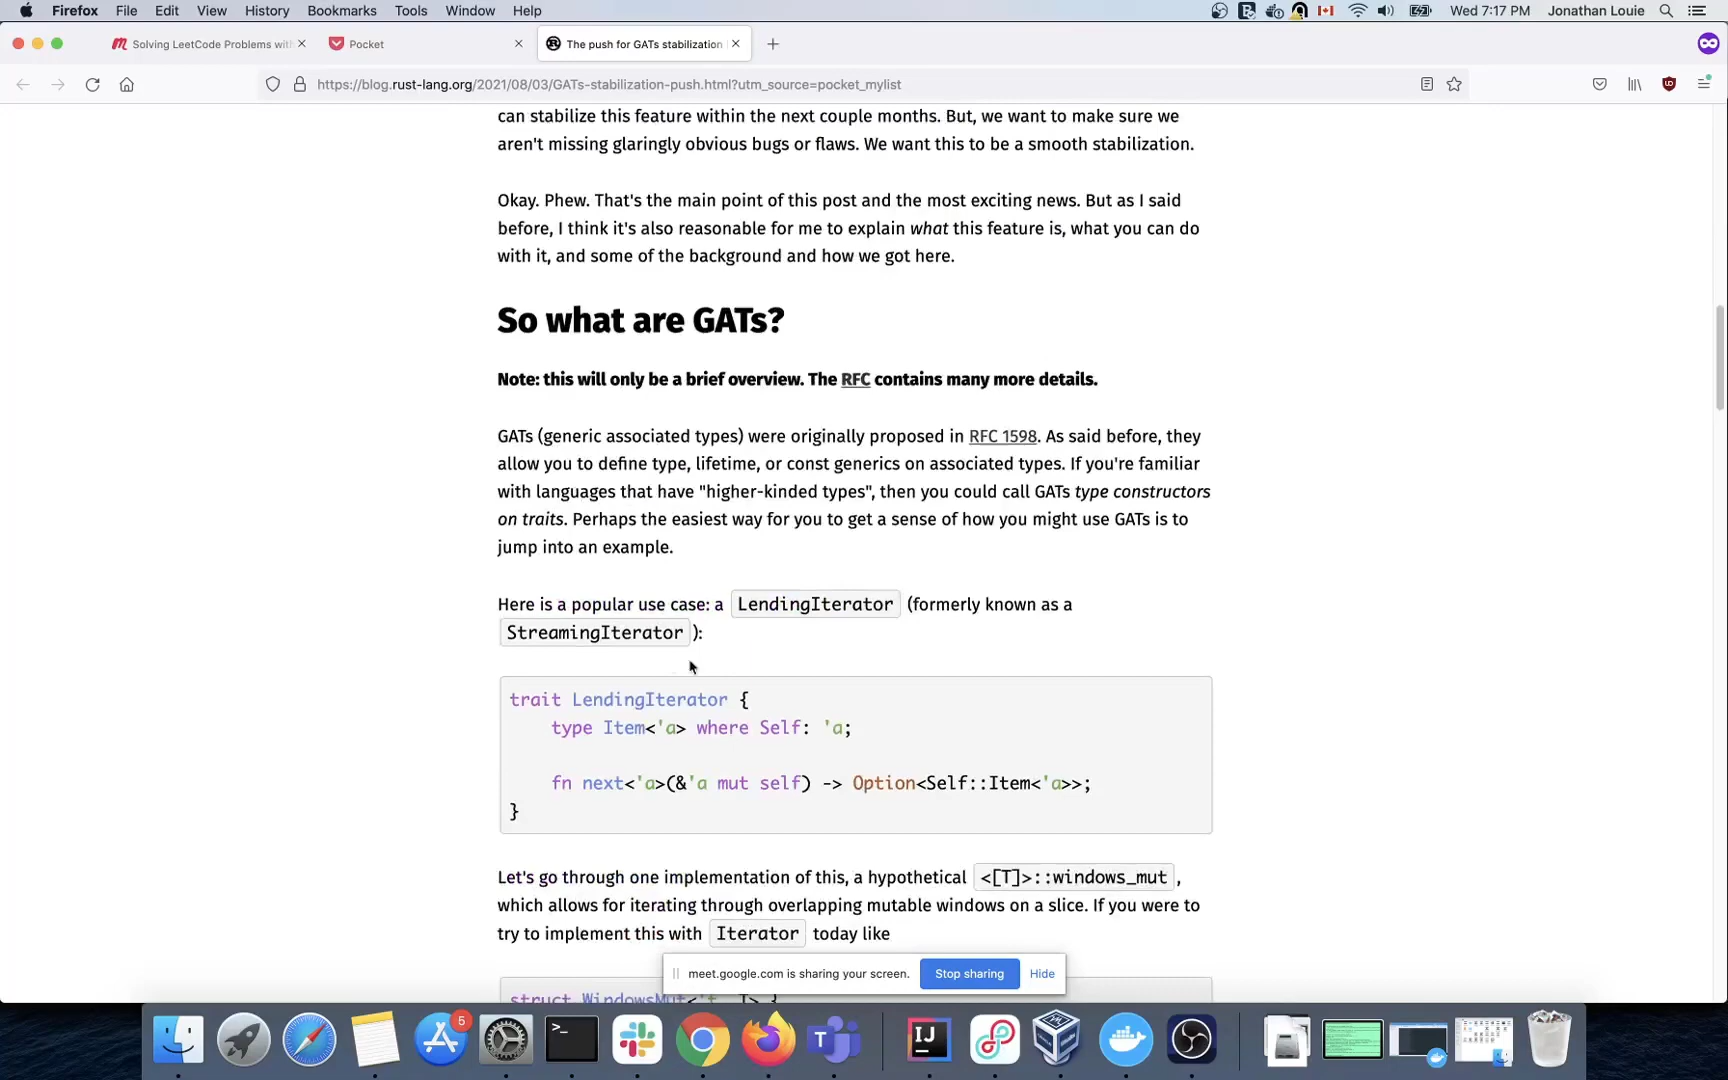 Firefox File Edit View History Bookmarks Tools Window Help Wed 7:17 PM Jonathan Louie
Solving LeetCode Problems with Pocket The push for GATs stabilization
https://blog.rust-lang.org/2021/08/03/GATs-stabilization-push.html?utm_source=pocket_mylist
can stabilize this feature within the next couple months. But, we want to make sure we
aren't missing glaringly obvious bugs or flaws. We want this to be a smooth stabilization.
Okay. Phew. That's the main point of this post and the most exciting news. But as I said
before, I think it's also reasonable for me to explain what this feature is, what you can do
with it, and some of the background and how we got here.
So what are GATs?
Note: this will only be a brief overview. The RFC contains many more details.
GATs (generic associated types) were originally proposed in RFC 1598. As said before, they
allow you to define type, lifetime, or const generics on associated types. If you're familiar
with languages that have "higher-kinded types", then you could call GATs type constructors
on traits. Perhaps the easiest way for you to get a sense of how you might use GATs is to
jump into an example.
Here is a popular use case: a LendingIterator (formerly known as a
StreamingIterator ):
trait LendingIterator {
type Item<'a> where Self: 'a;
fn next<'a>(&'a mut self) -> Option<Self::Item<'a>>;
}
Let's go through one implementation of this, a hypothetical <[T]>::windows_mut ,
which allows for iterating through overlapping mutable windows on a slice. If you were to
try to implement this with Iterator today like
meet.google.com is sharing your screen. Stop sharing Hide
struct WindowsMut<'t, T> {
5